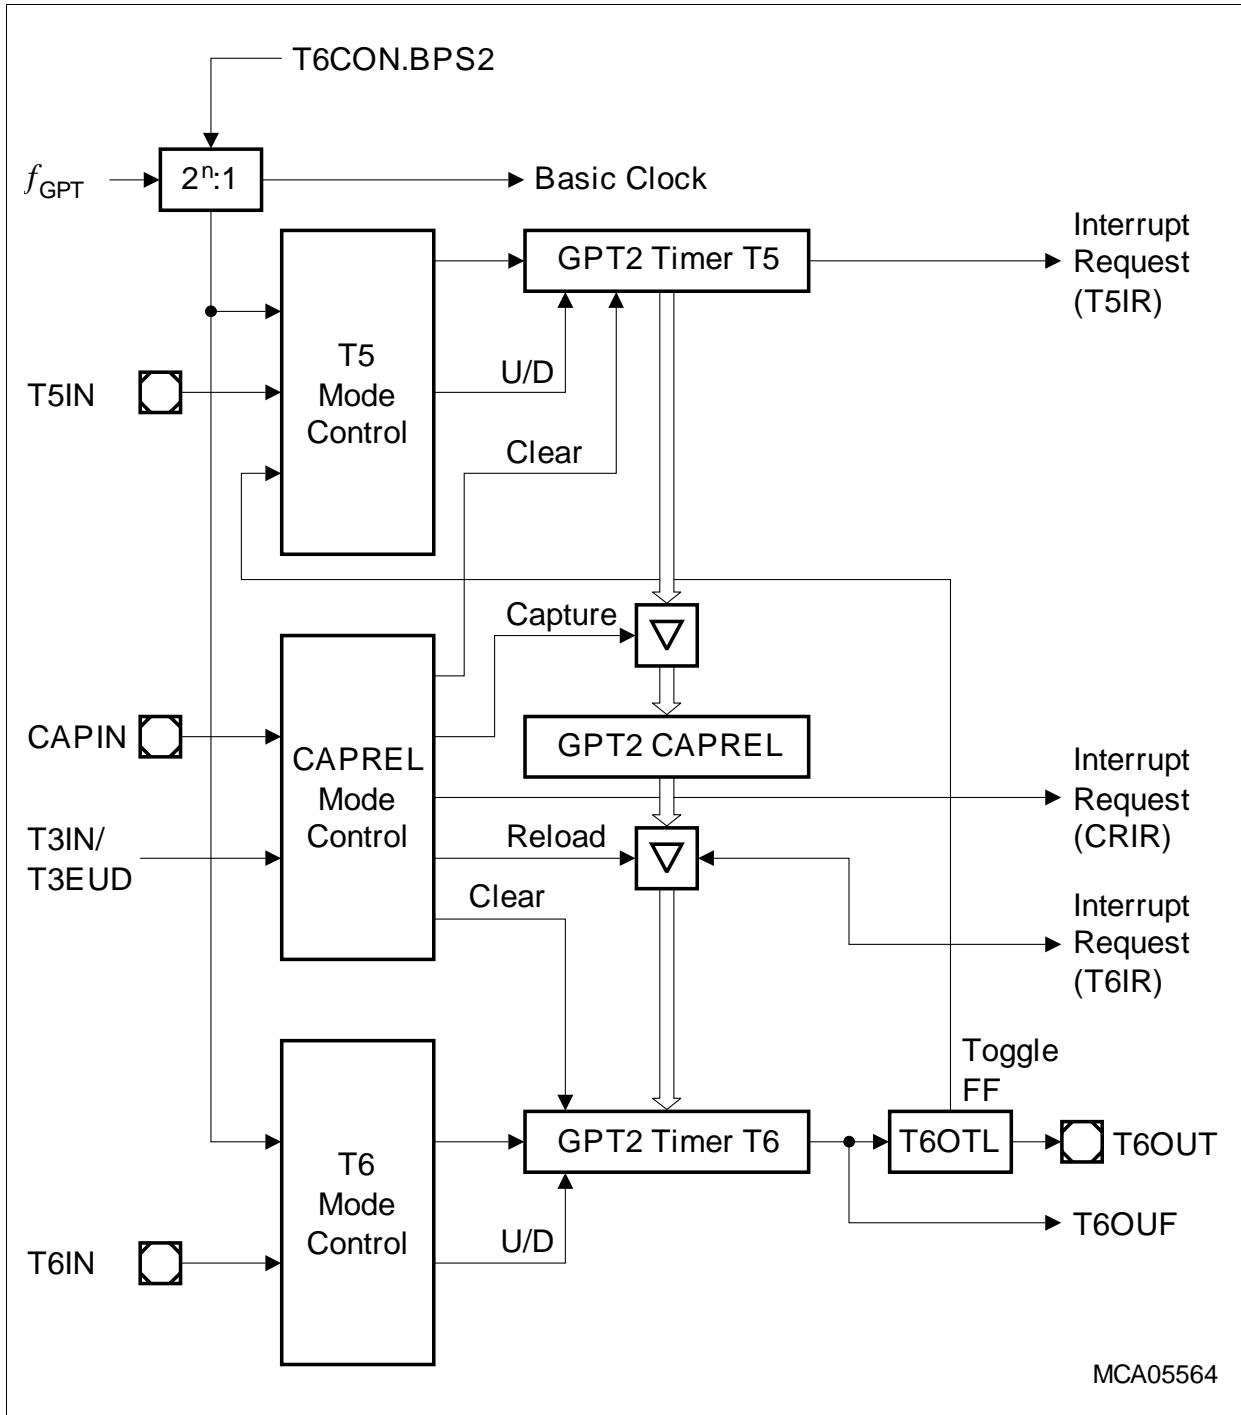 T6CON.BPS2
fGPT
2n:1
Basic Clock
Interrupt
Request
(T5IR)
GPT2 Timer T5
T5
Mode
Control
U/D
T5IN
Clear
Capture
CAPIN
GPT2 CAPREL
CAPREL
Mode
Control
Interrupt
Request
(CRIR)
T3IN/
T3EUD
Reload
Clear
Interrupt
Request
(T6IR)
Toggle
FF
GPT2 Timer T6
T6OTL
T6OUT
T6
Mode
Control
T6OUF
U/D
T6IN
MCA05564